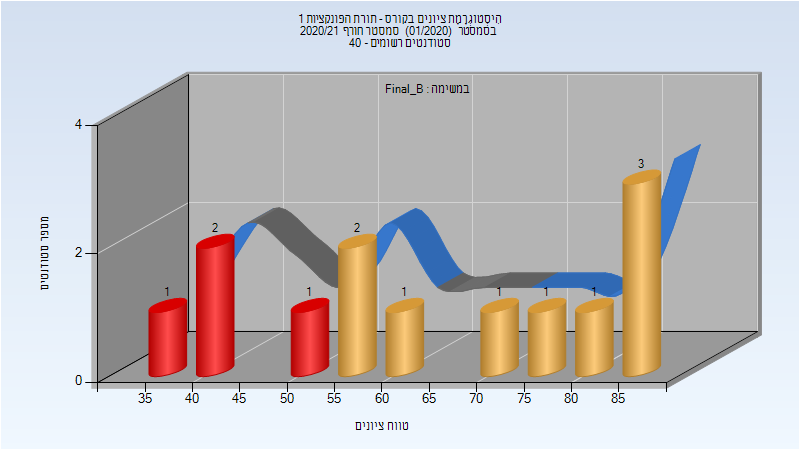 הִיסְטוֹגְרַמַת ציונים בקורס - תורת הפונקציות 1
בסמסטר (01/2020) סמסטר חורף 2020/21
סטודנטים רשומים - 40
במשימה : Final_B
מספר סטודנטים
4
2
0
1
2
1
2
1
1
1
1
3
35 40 45 50 55 60 65 70 75 80 85
טווח ציונים